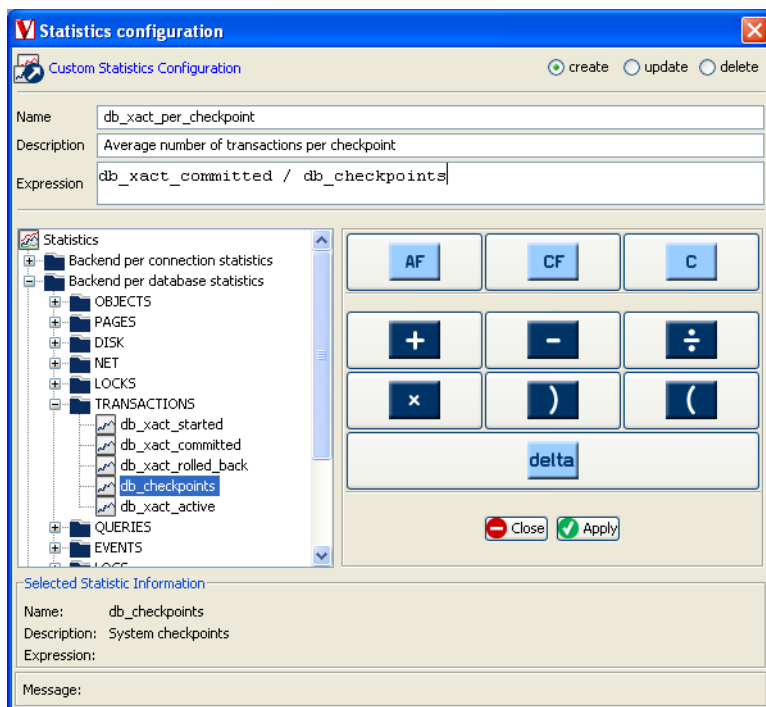 Statistics configuration
Custom Statistics Configuration create update delete
Name db_xact_per_checkpoint
Description Average number of transactions per checkpoint
Expression db_xact_committed / db_checkpoints
Statistics
Backend per connection statistics
Backend per database statistics
OBJECTS
PAGES
DISK
NET
LOCKS
TRANSACTIONS
db_xact_started
db_xact_committed
db_xact_rolled_back
db_checkpoints
db_xact_active
QUERIES
EVENTS
AF CF C
+ - ÷
× ) (
delta
Close Apply
Selected Statistic Information
Name: db_checkpoints
Description: System checkpoints
Expression:
Message: